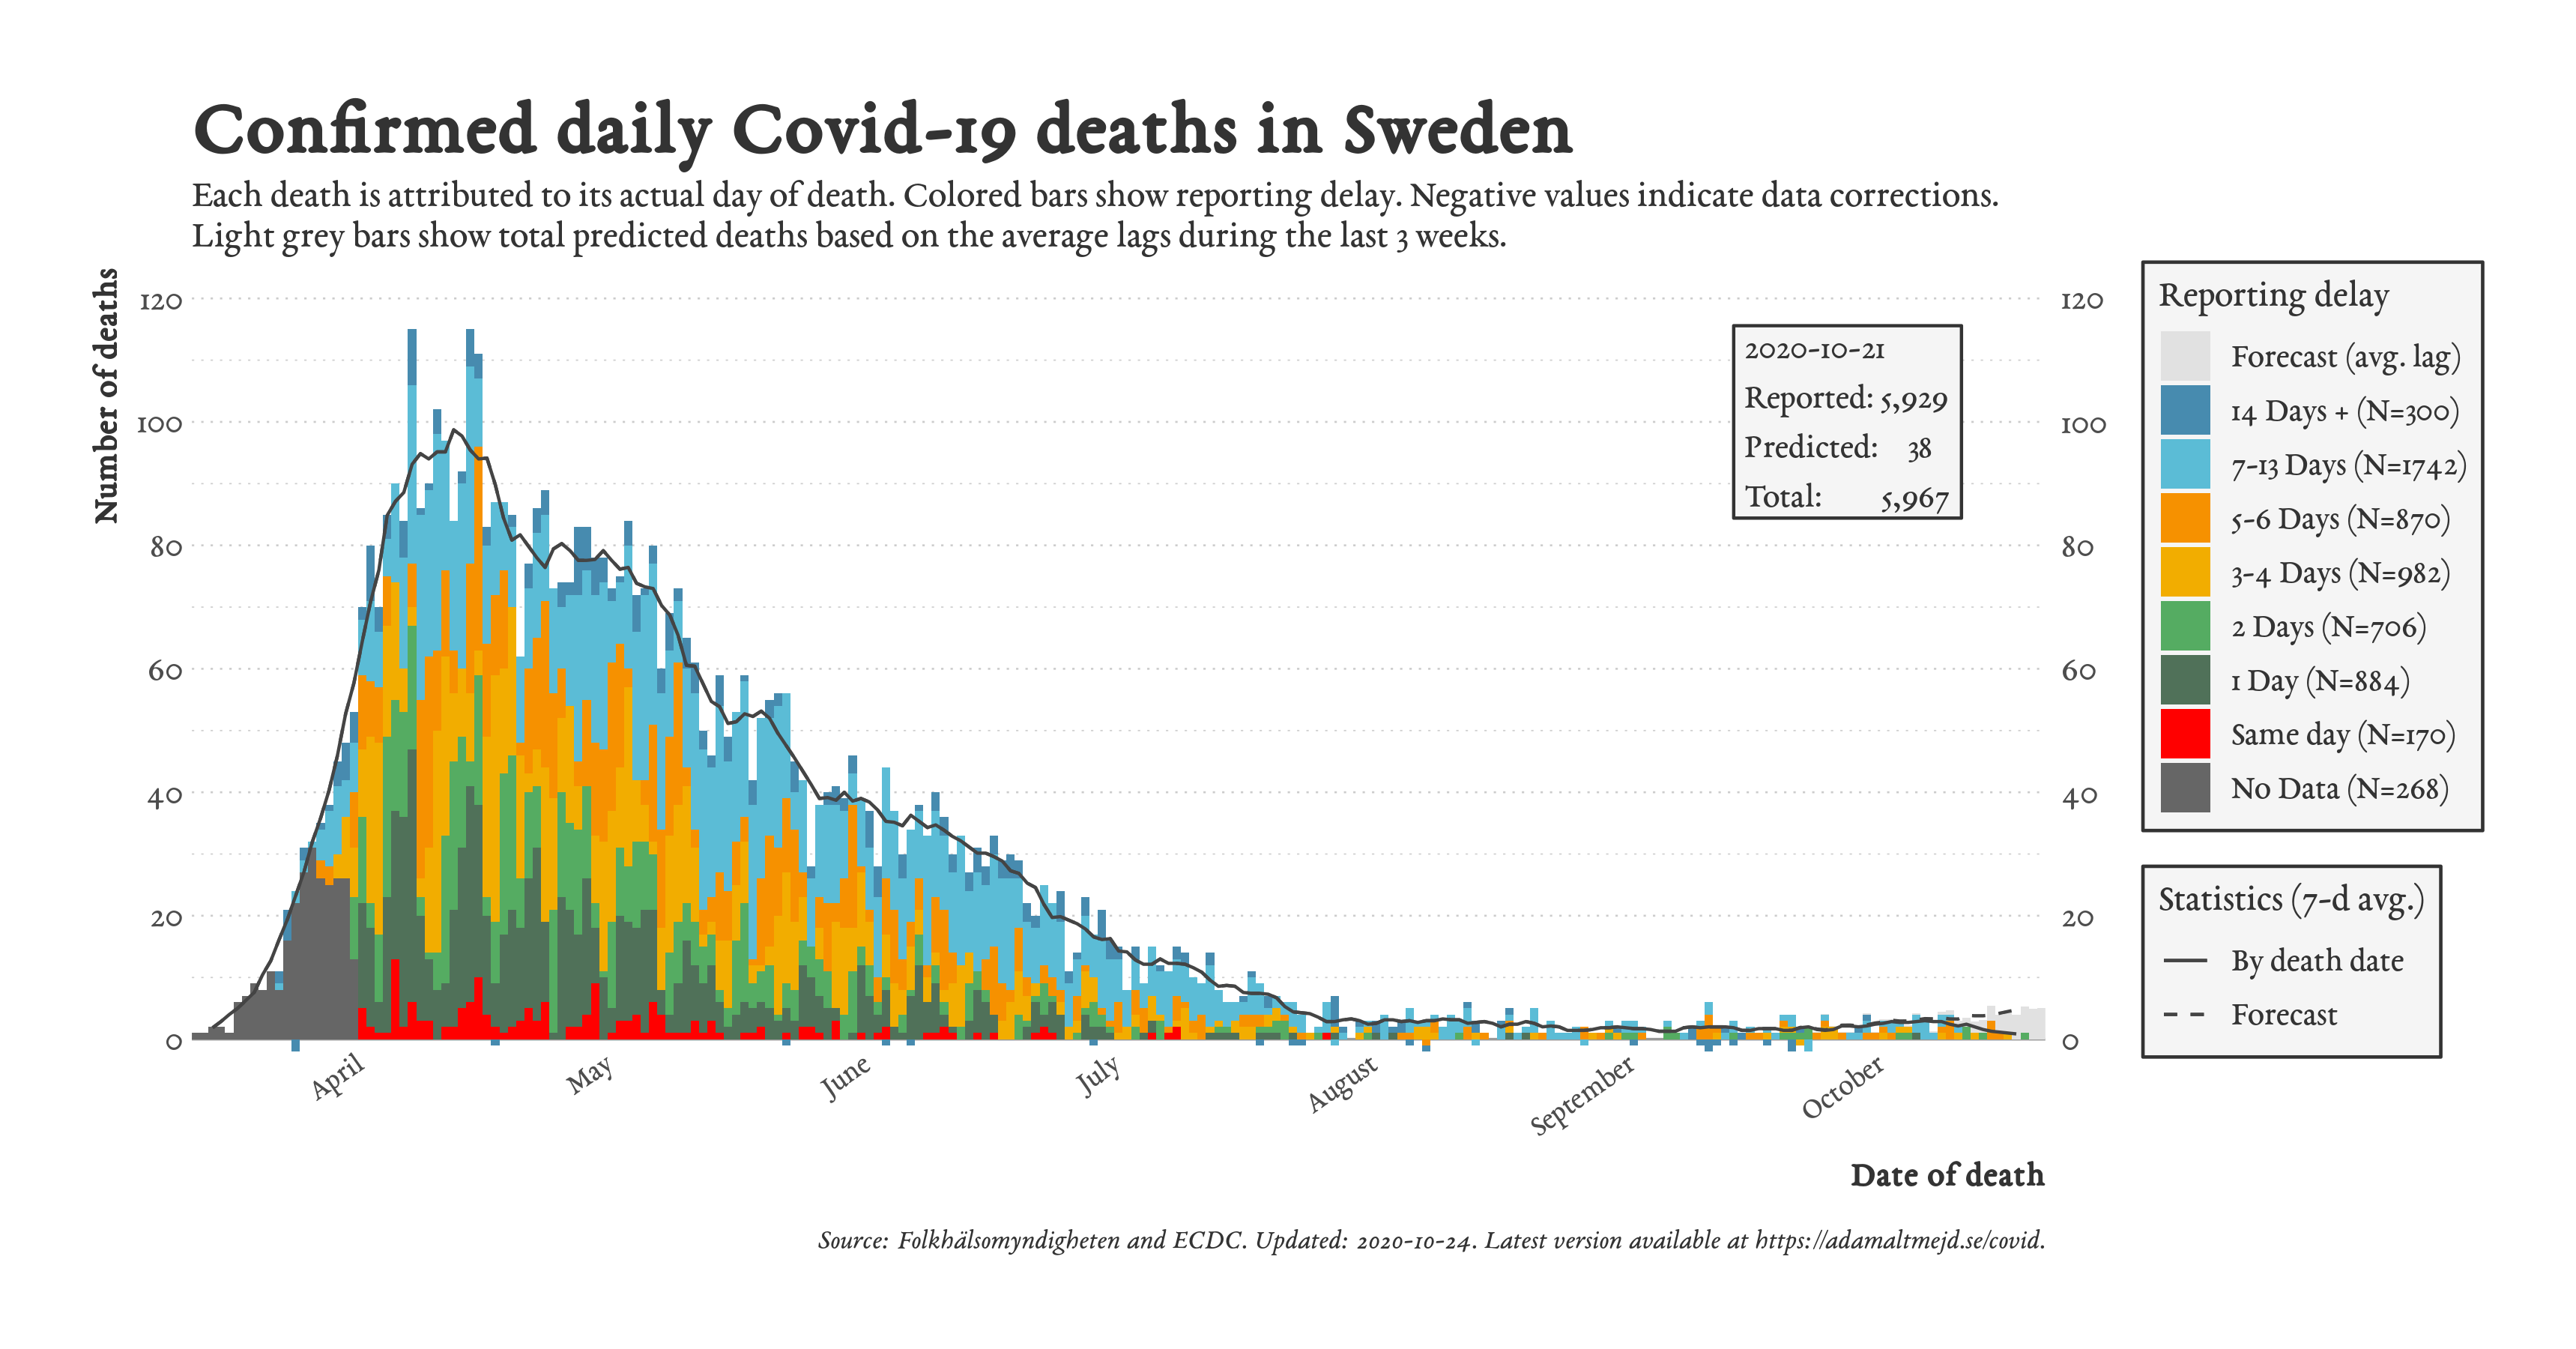 Confirmed daily Covid-19 deaths in Sweden
Each death is attributed to its actual day of death. Colored bars show reporting delay. Negative values indicate data corrections.
Light grey bars show total predicted deaths based on the average lags during the last 3 weeks.
Number of deaths
120
100
80
60
40
20
0
2020-10-21
Reported: 5,929
Predicted: 38
Total: 5,967
120
100
80
60
40
20
0
April
May
June
July
August
September
October
Date of death
Reporting delay
Forecast (avg. lag)
14 Days + (N=300)
7-13 Days (N=1742)
5-6 Days (N=870)
3-4 Days (N=982)
2 Days (N=706)
1 Day (N=884)
Same day (N=170)
No Data (N=268)
Statistics (7-d avg.)
By death date
Forecast
Source: Folkhälsomyndigheten and ECDC. Updated: 2020-10-24. Latest version available at https://adamaltmejd.se/covid.